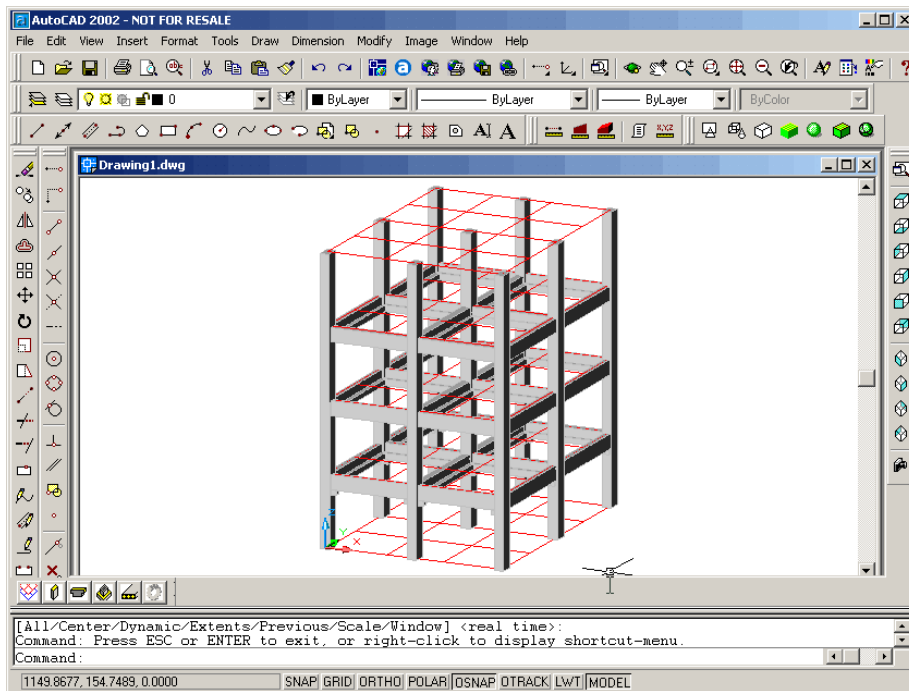 AutoCAD 2002 - NOT FOR RESALE
File Edit View Insert Format Tools Draw Dimension Modify Image Window Help
0 ByLayer ByLayer ByLayer ByColor
Drawing1.dwg
Z
Y
X
[All/Center/Dynamic/Extents/Previous/Scale/Window] <real time>:
Command: Press ESC or ENTER to exit, or right-click to display shortcut-menu.
Command:
1149.8677, 154.7489, 0.0000 SNAP GRID ORTHO POLAR OSNAP OTRACK LWT MODEL